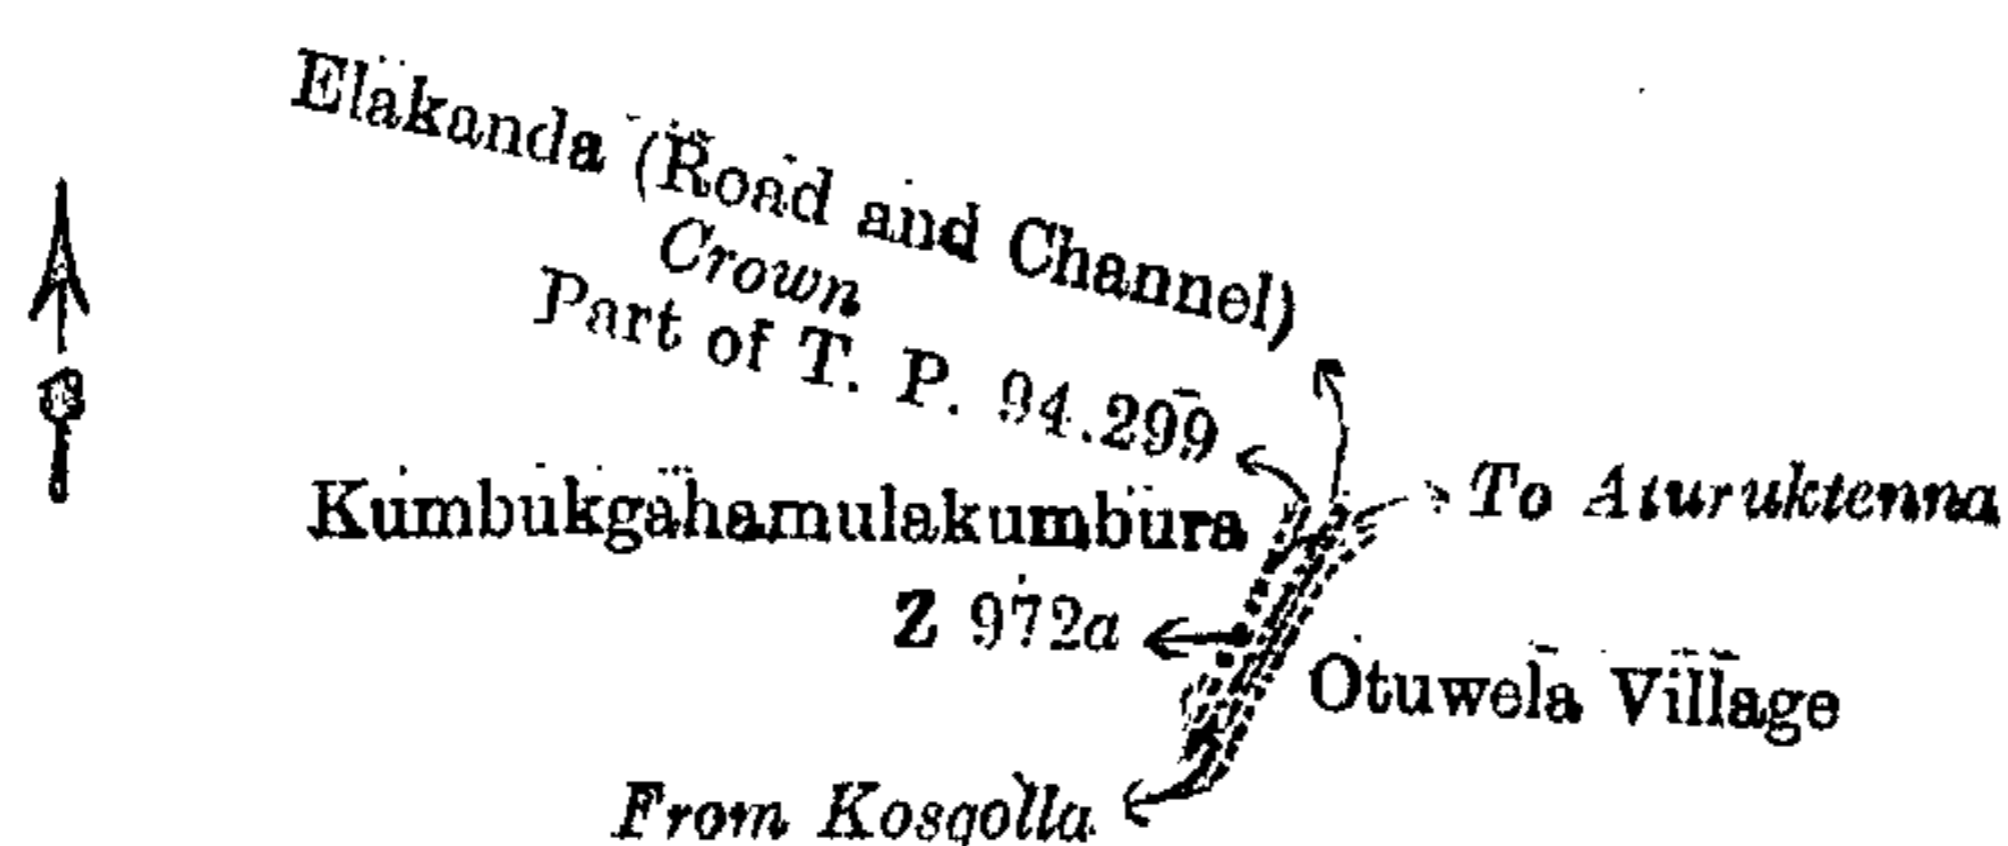 Elakanda (Road and Channel)
Crown
Part of T. P. 94.299
Kumbukgahamulakumbura
To Aturuktenna
Z 972a
Otuwela Village
From Kosgolla